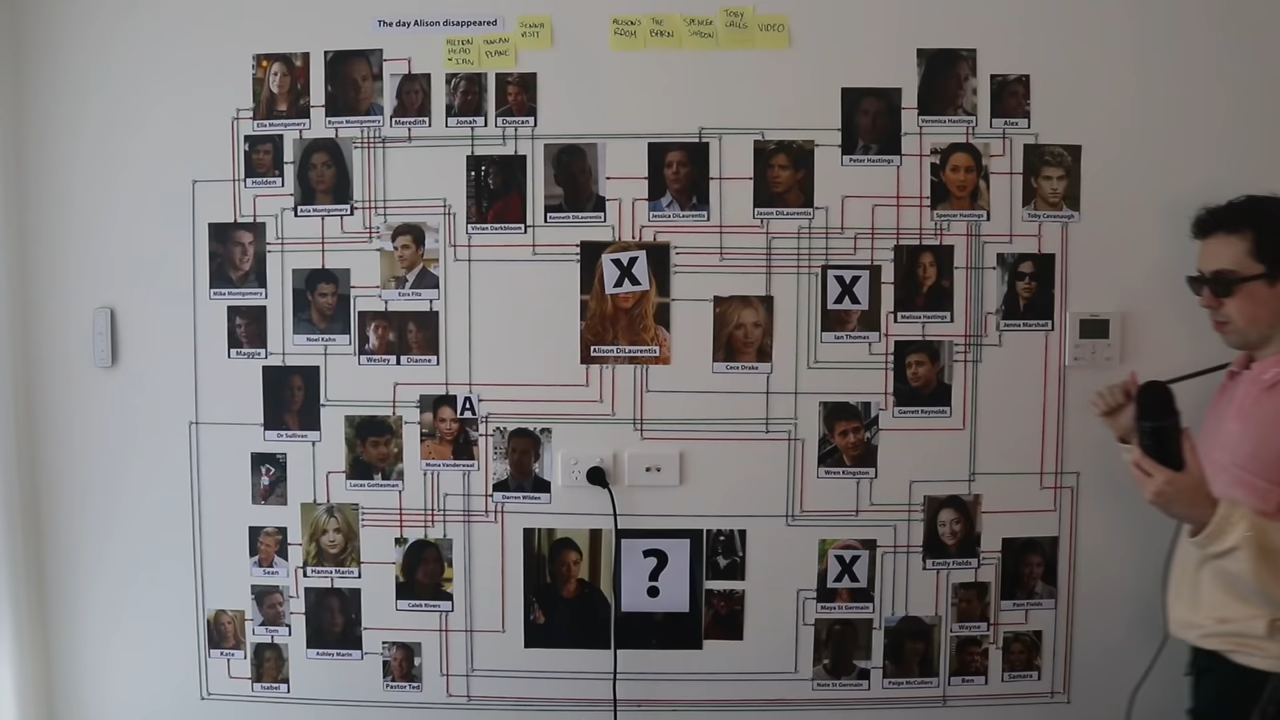 The day Alison disappeared
JENNA
VISIT
HILTON
HEAD
+ IAN
DUNCAN
PLANE
ALISON'S
ROOM
THE
BARN
SPENCER
SHADOW
TOBY
CALLS
VIDEO
Ella Montgomery
Byron Montgomery
Meredith
Jonah
Duncan
Peter Hastings
Veronica Hastings
Alex
Holden
Aria Montgomery
Vivian Darkbloom
Kenneth DiLaurentis
Jessica DiLaurentis
Jason DiLaurentis
Spencer Hastings
Toby Cavanaugh
Mike Montgomery
Ezra Fitz
Noel Kahn
X
Alison DiLaurentis
Cece Drake
X
Ian Thomas
Melissa Hastings
Jenna Marshall
Maggie
Wesley
Dianne
Garrett Reynolds
Dr Sullivan
Lucas Gottesman
A
Mona Vanderwaal
Darren Wilden
Wren Kingston
Sean
Hanna Marin
Caleb Rivers
?
X
Maya St Germain
Emily Fields
Pam Fields
Tom
Kate
Isabel
Ashley Marin
Pastor Ted
Nate St Germain
Paige McCullers
Wayne
Ben
Samara